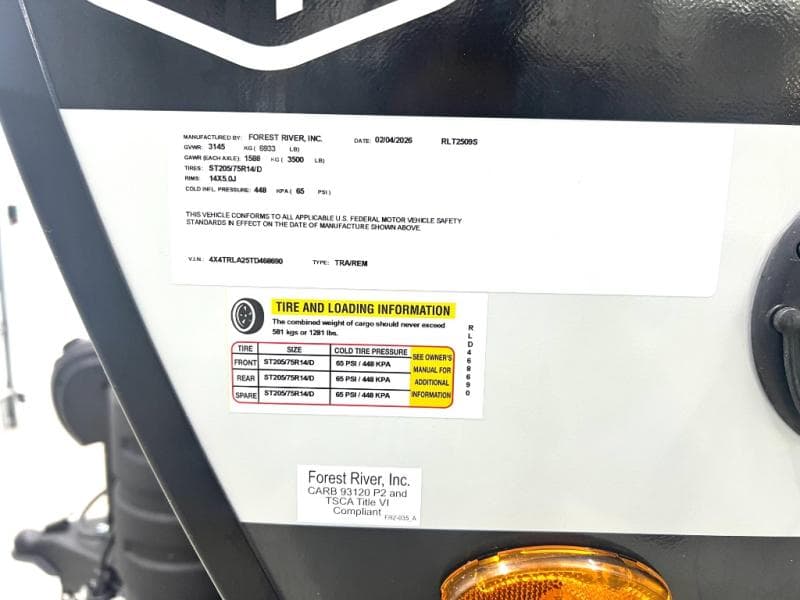 MANUFACTURED BY: FOREST RIVER, INC. DATE: 02/04/2026 RLT2509S
GVWR: 3145 KG ( 6933 LB)
GAWR (EACH AXLE): 1588 KG ( 3500 LB)
TIRES: ST205/75R14/D
RIMS: 14X5.0J
COLD INFL. PRESSURE: 448 KPA ( 65 PSI )
THIS VEHICLE CONFORMS TO ALL APPLICABLE U.S. FEDERAL MOTOR VEHICLE SAFETY
STANDARDS IN EFFECT ON THE DATE OF MANUFACTURE SHOWN ABOVE
V.I.N.: 4X4TRLA25TD468690 TYPE: TRA/REM
TIRE AND LOADING INFORMATION
The combined weight of cargo should never exceed
581 kgs or 1281 lbs.
TIRE SIZE COLD TIRE PRESSURE
FRONT ST205/75R14/D 65 PSI / 448 KPA
REAR ST205/75R14/D 65 PSI / 448 KPA
SPARE ST205/75R14/D 65 PSI / 448 KPA
SEE OWNER'S
MANUAL FOR
ADDITIONAL
INFORMATION
RLD468690
Forest River, Inc.
CARB 93120 P2 and
TSCA Title VI
Compliant
FR2-035_A